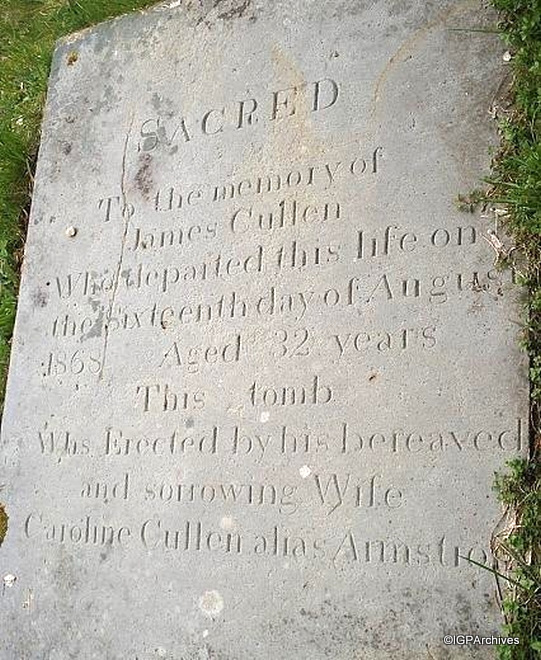 SACRED
To the memory of
James Cullen
Who departed this life on
the Sixteenth day of August
1868 Aged 32 years
This tomb
Was Erected by his bereaved
and sorrowing Wife
Caroline Cullen alias Armstro
©IGPArchives